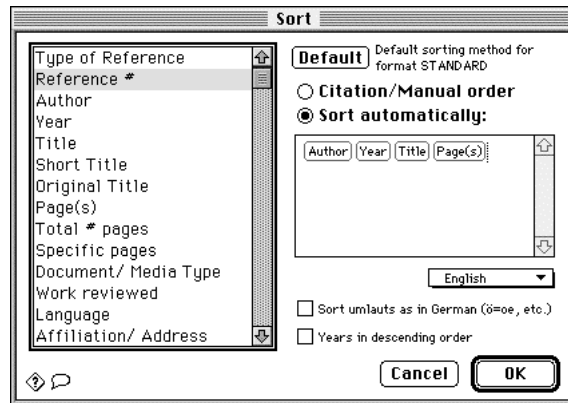 Sort
Type of Reference
Reference #
Author
Year
Title
Short Title
Original Title
Page(s)
Total # pages
Specific pages
Document/ Media Type
Work reviewed
Language
Affiliation/ Address
Default
Default sorting method for
format STANDARD
Citation/Manual order
Sort automatically:
Author Year Title Page(s)
English
Sort umlauts as in German (ö=oe, etc.)
Years in descending order
Cancel OK